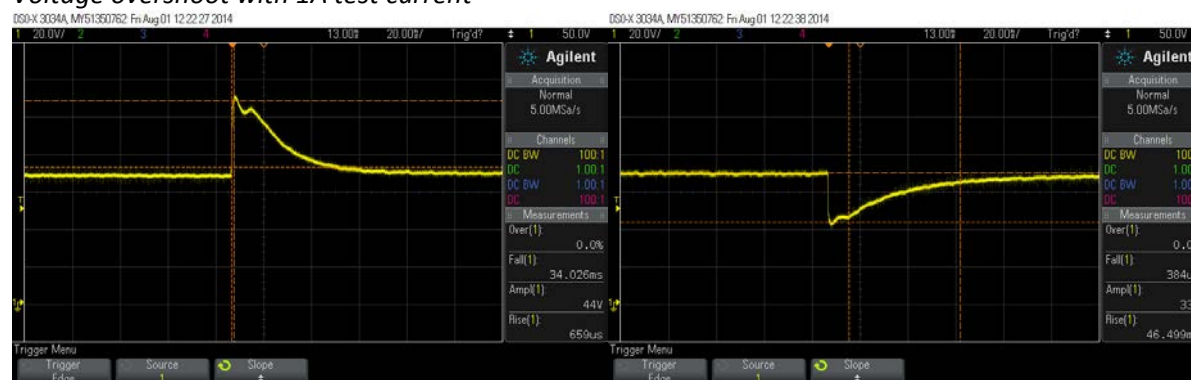 Voltage overshoot with 1A test current
DSO-X 3034A, MY51350762: Fri Aug 01 12:22:27 2014
1 20.0V/ 2 3 4 13.00s 20.00s/ Trig'd? 1 50.0V
Agilent
Acquisition
Normal
5.00MSa/s
Channels
DC BW 100:1
DC 1.00:1
DC BW 1.00:1
DC 100:1
Measurements
Over(1):
0.0%
Fall(1):
34.026ms
Ampl(1):
44V
Rise(1):
659us
Trigger Menu
Trigger Source Slope
Edge 1
DSO-X 3034A, MY51350762: Fri Aug 01 12:22:38 2014
1 20.0V/ 2 3 4 13.00s 20.00s/ Trig'd? 1 50.0V
Agilent
Acquisition
Normal
5.00MSa/s
Channels
DC BW 100
DC 1.00
DC BW 1.00
DC 100
Measurements
Over(1):
0.0
Fall(1):
384u
Ampl(1):
33
Rise(1):
46.499m
Trigger Menu
Trigger Source Slope
Edge 1